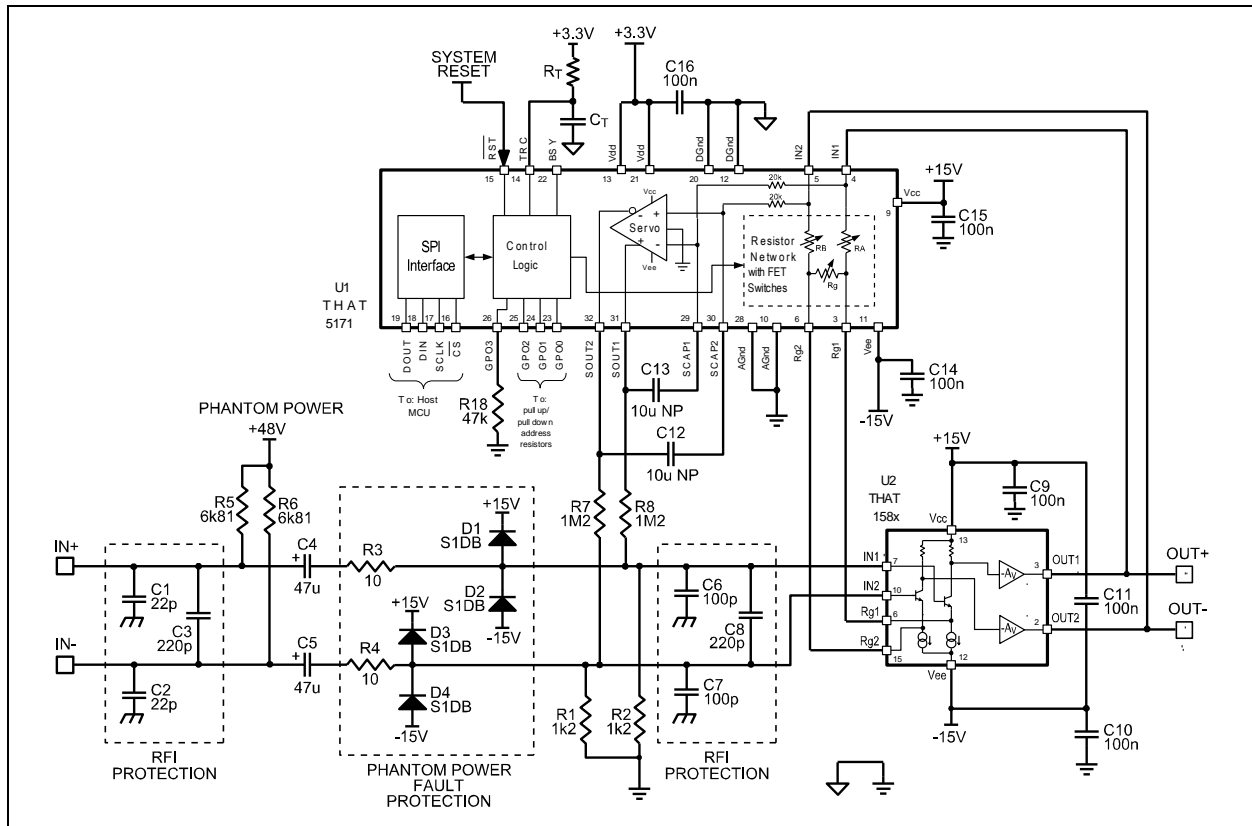 +3.3V
+3.3V
SYSTEM
RESET
RT
CT
C16
100n
RST
TRC
BSY
Vdd
Vdd
DGnd
DGnd
IN2
IN1
15
14
22
13
21
20
12
5
4
20k
20k
Vcc
9
+15V
C15
100n
SPI
Interface
Control
Logic
Vcc
Servo
Vee
Resistor
Network
with FET
Switches
RB
RA
Rg
U1
THAT
5171
19
18
17
16
26
25
24
23
32
31
29
30
28
10
6
3
11
DOUT
DIN
SCLK
CS
GPO3
GPO2
GPO1
GPO0
SOUT2
SOUT1
SCAP1
SCAP2
AGnd
AGnd
Rg2
Rg1
Vee
To: Host
MCU
To:
pull up/
pull down
address
resistors
R18
47k
C13
10u NP
C12
10u NP
C14
100n
-15V
PHANTOM POWER
+48V
R5
6k81
R6
6k81
R7
1M2
R8
1M2
+15V
C9
100n
U2
THAT
158x
Vcc
13
IN+
C4
47u
R3
10
+15V
D1
S1DB
D2
S1DB
-15V
IN1
7
IN2
10
Rg1
6
Rg2
15
-AV
3
OUT1
OUT+
-AV
2
OUT2
OUT-
C11
100n
12
Vee
C1
22p
C3
220p
C6
100p
C8
220p
+15V
D3
S1DB
IN-
C5
47u
R4
10
D4
S1DB
-15V
C2
22p
C7
100p
R1
1k2
R2
1k2
-15V
C10
100n
RFI
PROTECTION
PHANTOM POWER
FAULT
PROTECTION
RFI
PROTECTION